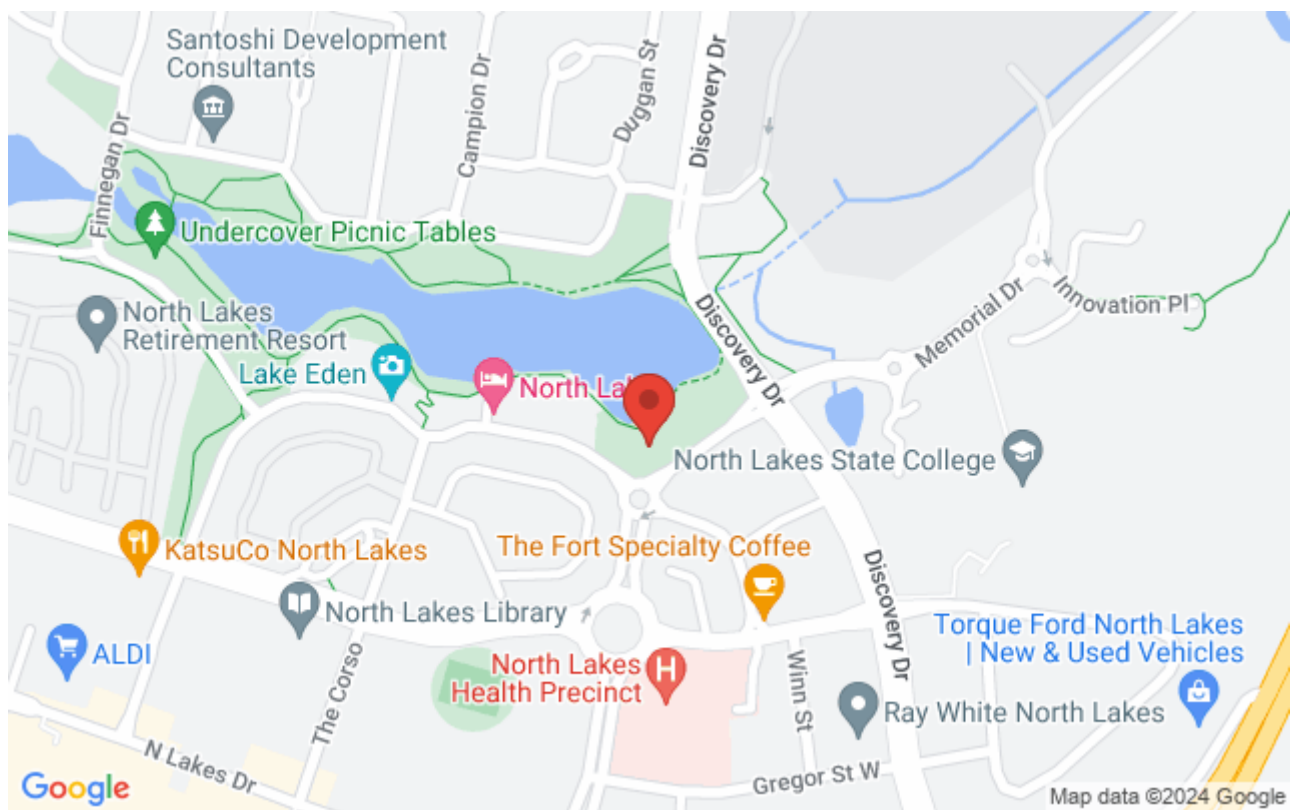 Santoshi Development
Consultants
Finnegan Dr
Campion Dr
Duggan St
Discovery Dr
Undercover Picnic Tables
North Lakes
Retirement Resort
Lake Eden
North Lak
Discovery Dr
Memorial Dr
Innovation Pl
North Lakes State College
KatsuCo North Lakes
The Fort Specialty Coffee
Discovery Dr
North Lakes Library
ALDI
The Corso
North Lakes
Health Precinct
Winn St
Torque Ford North Lakes
| New & Used Vehicles
Ray White North Lakes
N Lakes Dr
Gregor St W
Google
Map data ©2024 Google